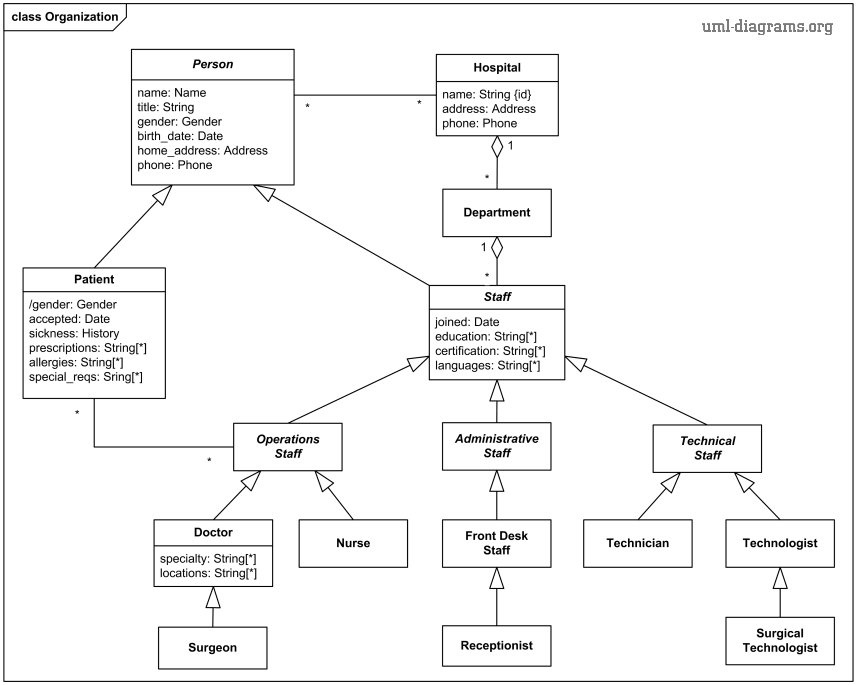 class Organization
uml-diagrams.org
Person
name: Name
title: String
gender: Gender
birth_date: Date
home_address: Address
phone: Phone
*
*
Hospital
name: String {id}
address: Address
phone: Phone
1
*
Department
1
*
Patient
/gender: Gender
accepted: Date
sickness: History
prescriptions: String[*]
allergies: String[*]
special_reqs: Sring[*]
Staff
joined: Date
education: String[*]
certification: String[*]
languages: String[*]
*
*
Operations
Staff
Administrative
Staff
Technical
Staff
Doctor
specialty: String[*]
locations: String[*]
Nurse
Front Desk
Staff
Technician
Technologist
Surgeon
Receptionist
Surgical
Technologist